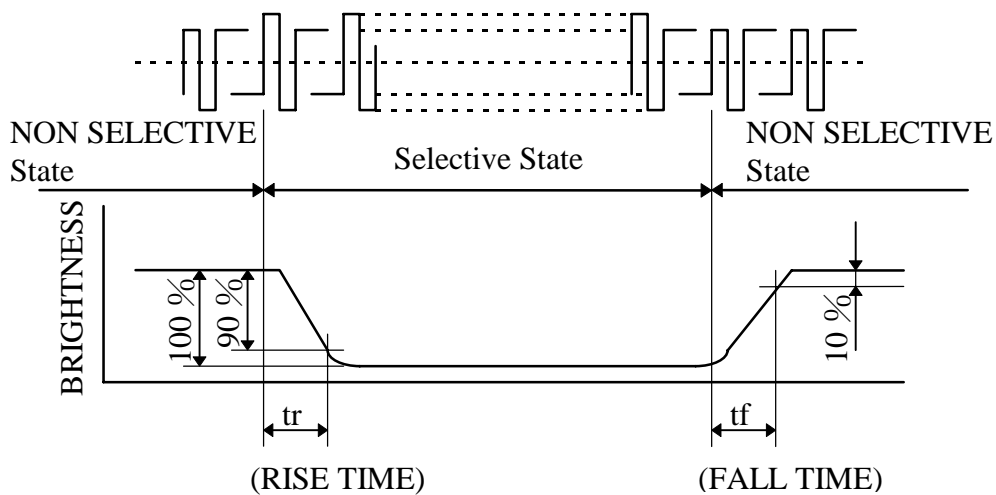 NON SELECTIVE
State
Selective State
NON SELECTIVE
State
BRIGHTNESS
100 %
90 %
10 %
tr
tf
(RISE TIME)
(FALL TIME)